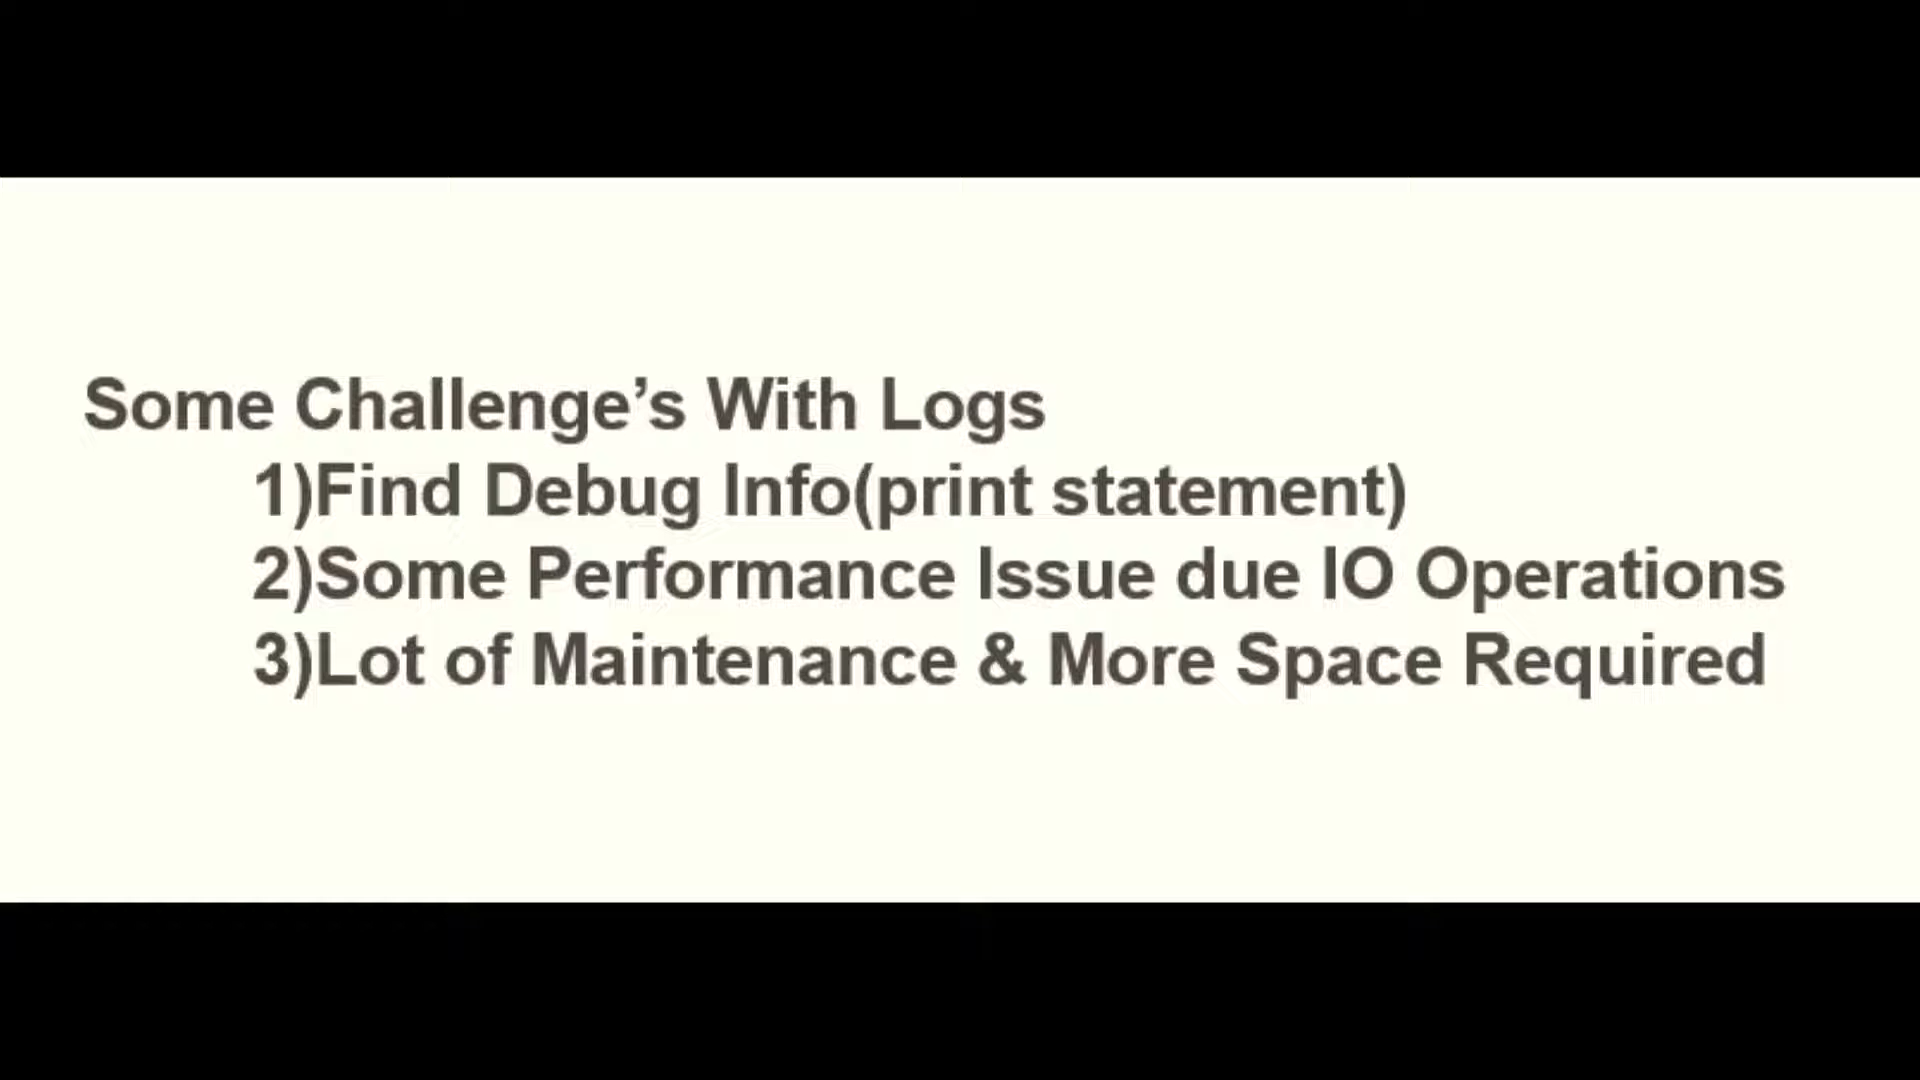 Some Challenge’s With Logs
1)Find Debug Info(print statement)
2)Some Performance Issue due IO Operations
3)Lot of Maintenance & More Space Required